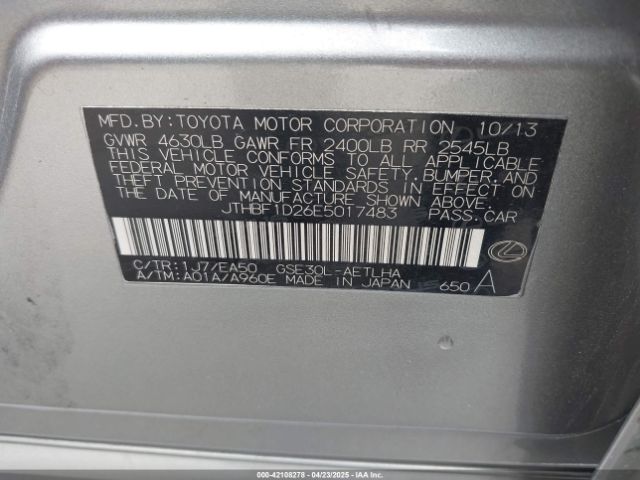 MFD.BY:TOYOTA MOTOR CORPORATION 10/13
GVWR 4630LB GAWR FR 2400LB RR 2545LB
THIS VEHICLE CONFORMS TO ALL APPLICABLE
FEDERAL MOTOR VEHICLE SAFETY,BUMPER, AND
THEFT PREVENTION STANDARDS IN EFFECT ON
THE DATE OF MANUFACTURE SHOWN ABOVE.
JTHBF1D26E5017483 PASS.CAR
C/TR:1J7/EA50 GSE30L-AETLHA
A/TM:A01A/A960E MADE IN JAPAN 650 A
000-42108278 - 04/23/2025 - IAAI.COM